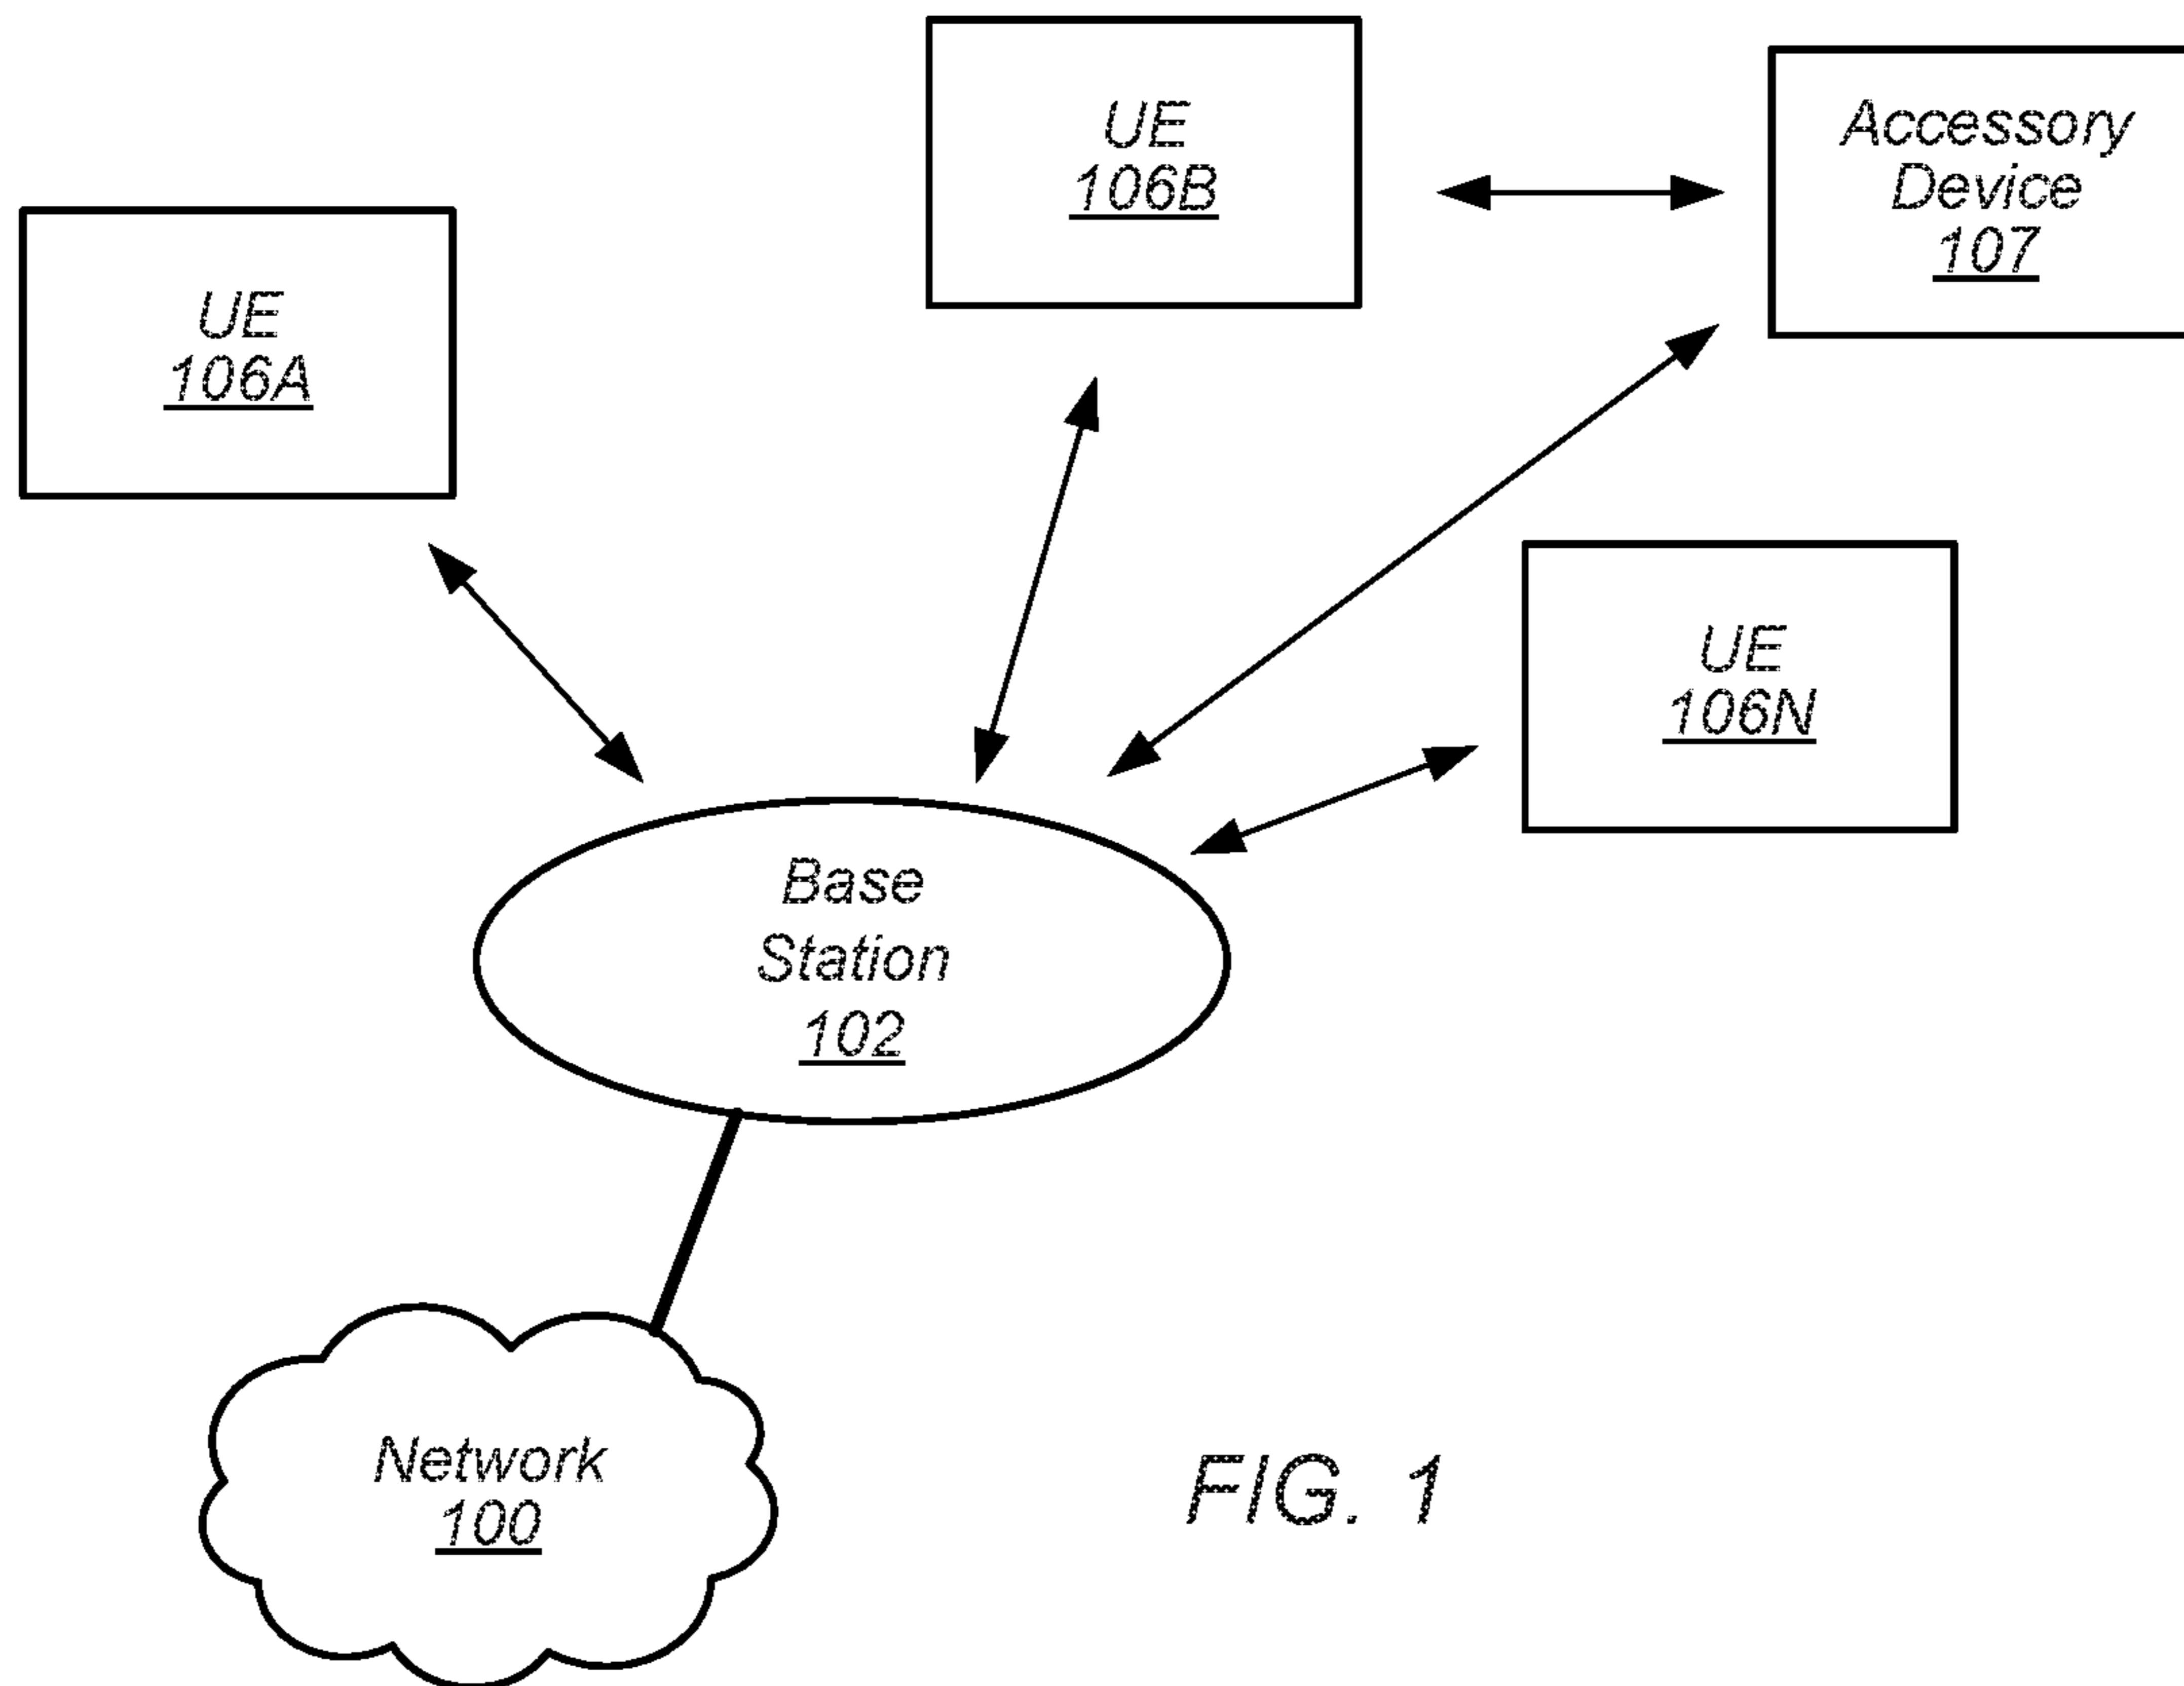 UE
106B
Accessory
Device
107
UE
106A
UE
106N
Base
Station
102
Network
100
FIG. 1